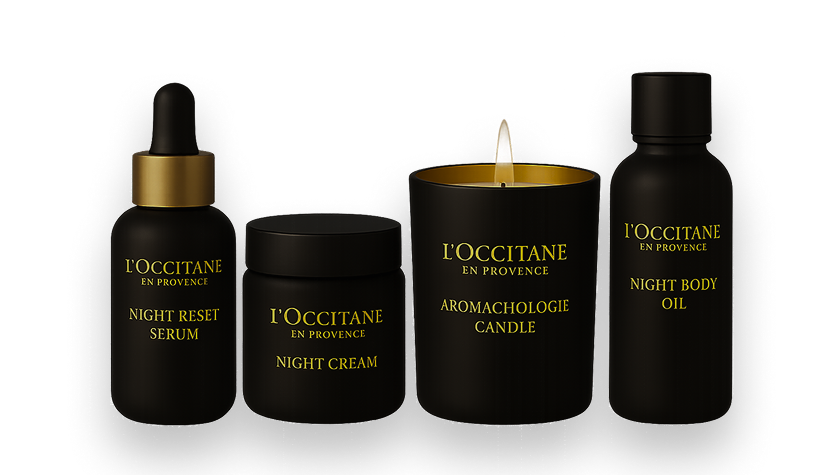 L'OCCITANE
EN PROVENCE
NIGHT RESET
SERUM
L'OCCITANE
EN PROVENCE
NIGHT CREAM
L'OCCITANE
EN PROVENCE
AROMACHOLOGIE
CANDLE
L'OCCITANE
EN PROVENCE
NIGHT BODY
OIL